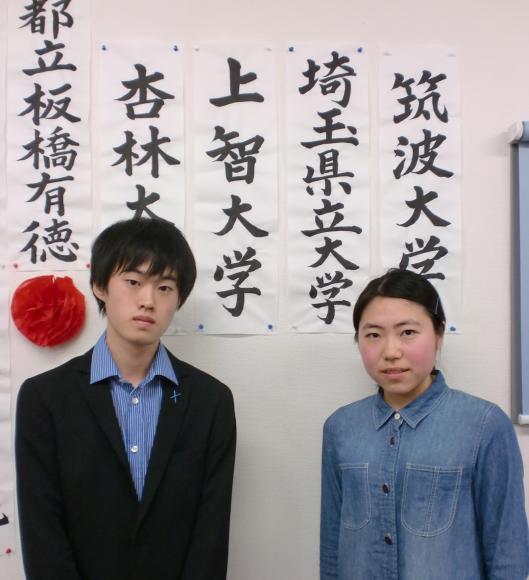 筑波大学
埼玉県立大学
上智大学
杏林大
都立板橋有徳